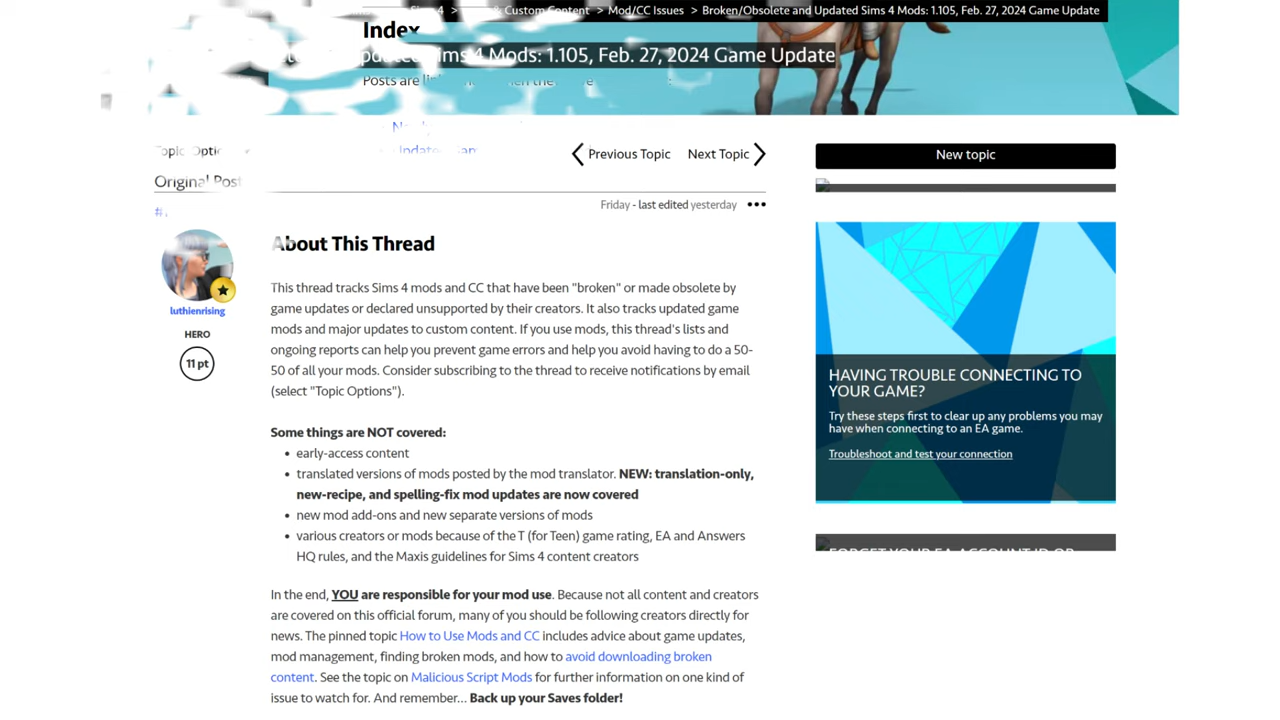 & Custom Content > Mod/CC Issues > Broken/Obsolete and Updated Sims 4 Mods: 1.105, Feb. 27, 2024 Game Update
Index
Sims 4 Mods: 1.105, Feb. 27, 2024 Game Update
Posts are
Previous Topic Next Topic
New topic
Topic
Original Post
Friday - last edited yesterday
About This Thread
luthienrising
HERO
11 pt
This thread tracks Sims 4 mods and CC that have been "broken" or made obsolete by
game updates or declared unsupported by their creators. It also tracks updated game
mods and major updates to custom content. If you use mods, this thread's lists and
ongoing reports can help you prevent game errors and help you avoid having to do a 50-
50 of all your mods. Consider subscribing to the thread to receive notifications by email
(select "Topic Options").
Some things are NOT covered:
• early-access content
• translated versions of mods posted by the mod translator. NEW: translation-only,
new-recipe, and spelling-fix mod updates are now covered
• new mod add-ons and new separate versions of mods
• various creators or mods because of the T (for Teen) game rating, EA and Answers
HQ rules, and the Maxis guidelines for Sims 4 content creators
In the end, YOU are responsible for your mod use. Because not all content and creators
are covered on this official forum, many of you should be following creators directly for
news. The pinned topic How to Use Mods and CC includes advice about game updates,
mod management, finding broken mods, and how to avoid downloading broken
content. See the topic on Malicious Script Mods for further information on one kind of
issue to watch for. And remember... Back up your Saves folder!
HAVING TROUBLE CONNECTING TO
YOUR GAME?
Try these steps first to clear up any problems you may
have when connecting to an EA game.
Troubleshoot and test your connection
FORGET YOUR EA ACCOUNT ID OR